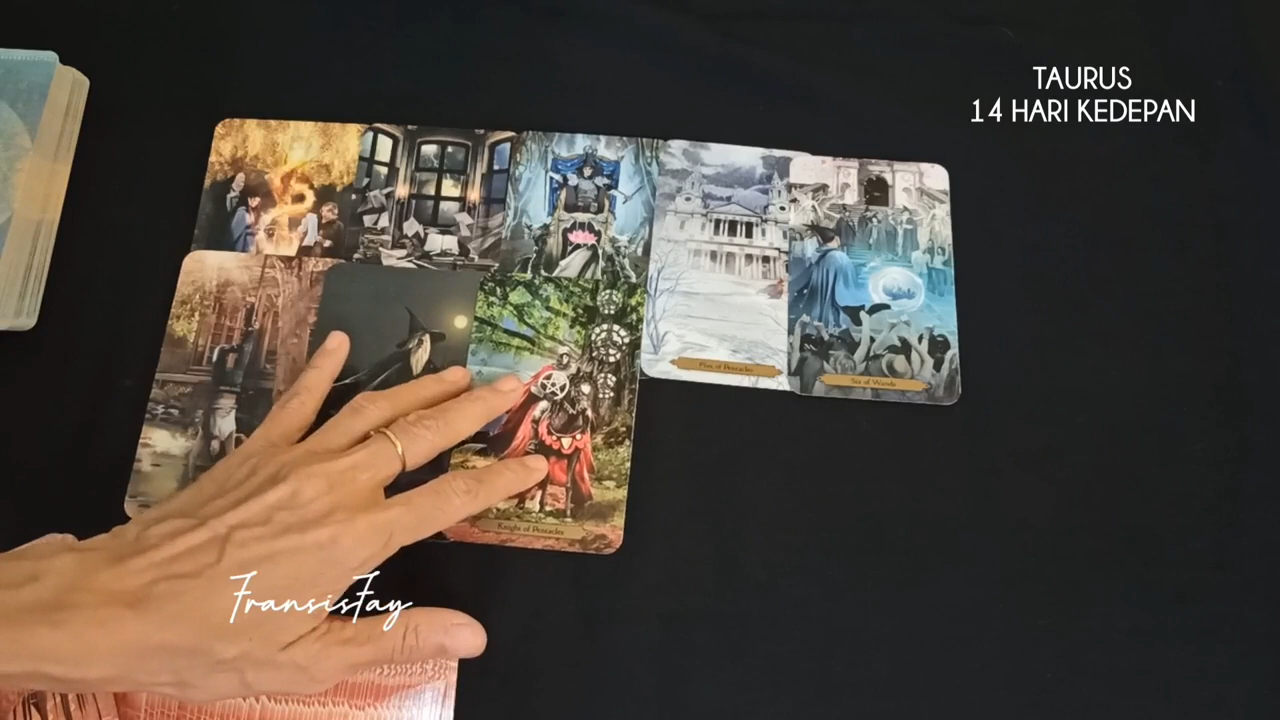 TAURUS
14 HARI KEDEPAN
Five of Pentacles
Six of Wands
Knight of Pentacles
FransisFay